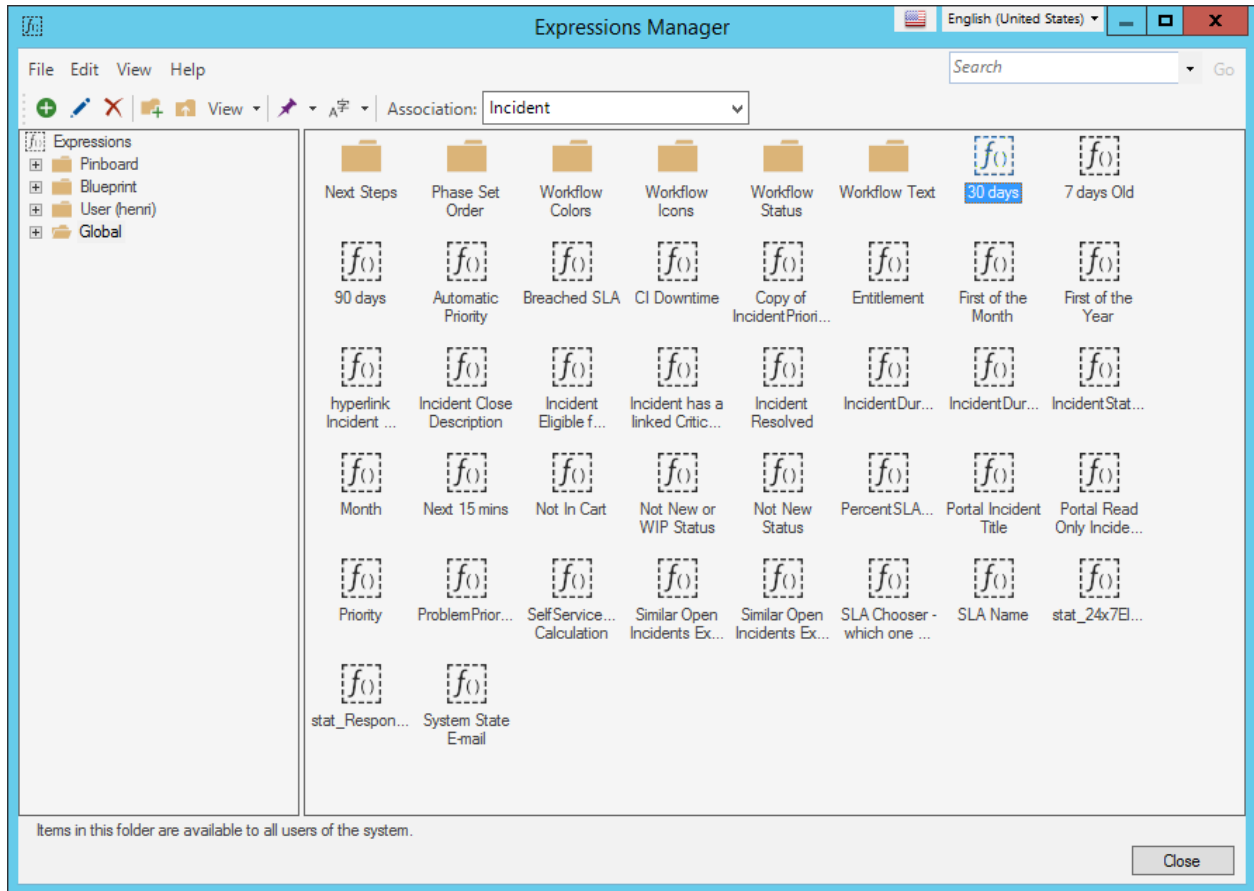 Expressions Manager
English (United States)
File Edit View Help
Search
Go
View
Association: Incident
Expressions
Pinboard
Blueprint
User (henri)
Global
Next Steps
Phase Set
Order
Workflow
Colors
Workflow
Icons
Workflow
Status
Workflow Text
30 days
7 days Old
90 days
Automatic
Priority
Breached SLA
CI Downtime
Copy of
IncidentPriori...
Entitlement
First of the
Month
First of the
Year
hyperlink
Incident ...
Incident Close
Description
Incident
Eligible f...
Incident has a
linked Critic...
Incident
Resolved
IncidentDur...
IncidentDur...
IncidentStat...
Month
Next 15 mins
Not In Cart
Not New or
WIP Status
Not New
Status
PercentSLA...
Portal Incident
Title
Portal Read
Only Incide...
Priority
ProblemPrior...
SelfService...
Calculation
Similar Open
Incidents Ex...
Similar Open
Incidents Ex...
SLA Chooser -
which one ...
SLA Name
stat_24x7El...
stat_Respon...
System State
E-mail
Items in this folder are available to all users of the system.
Close